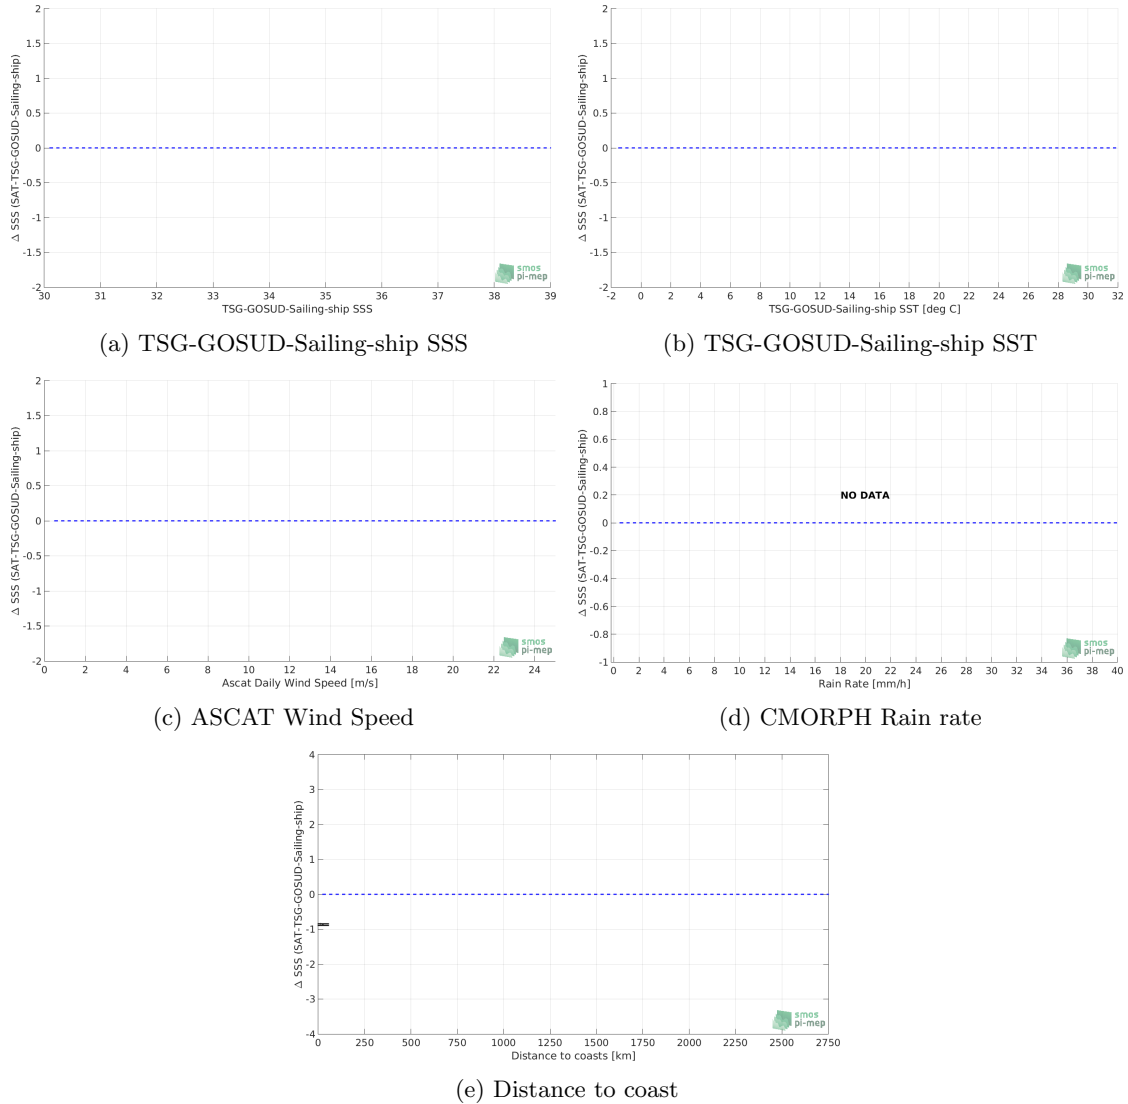 2
1.5
1
0.5
0
-0.5
-1
-1.5
-2
Δ SSS (SAT-TSG-GOSUD-Sailing-ship)
30 31 32 33 34 35 36 37 38 39
TSG-GOSUD-Sailing-ship SSS
smos
pi-mep
(a) TSG-GOSUD-Sailing-ship SSS
2
1.5
1
0.5
0
-0.5
-1
-1.5
-2
Δ SSS (SAT-TSG-GOSUD-Sailing-ship)
-2 0 2 4 6 8 10 12 14 16 18 20 22 24 26 28 30 32
TSG-GOSUD-Sailing-ship SST [deg C]
smos
pi-mep
(b) TSG-GOSUD-Sailing-ship SST
2
1.5
1
0.5
0
-0.5
-1
-1.5
-2
Δ SSS (SAT-TSG-GOSUD-Sailing-ship)
0 2 4 6 8 10 12 14 16 18 20 22 24
Ascat Daily Wind Speed [m/s]
smos
pi-mep
(c) ASCAT Wind Speed
1
0.8
0.6
0.4
0.2
0
-0.2
-0.4
-0.6
-0.8
-1
Δ SSS (SAT-TSG-GOSUD-Sailing-ship)
NO DATA
0 2 4 6 8 10 12 14 16 18 20 22 24 26 28 30 32 34 36 38 40
Rain Rate [mm/h]
smos
pi-mep
(d) CMORPH Rain rate
4
3
2
1
0
-1
-2
-3
-4
Δ SSS (SAT-TSG-GOSUD-Sailing-ship)
0 250 500 750 1000 1250 1500 1750 2000 2250 2500 2750
Distance to coasts [km]
smos
pi-mep
(e) Distance to coast